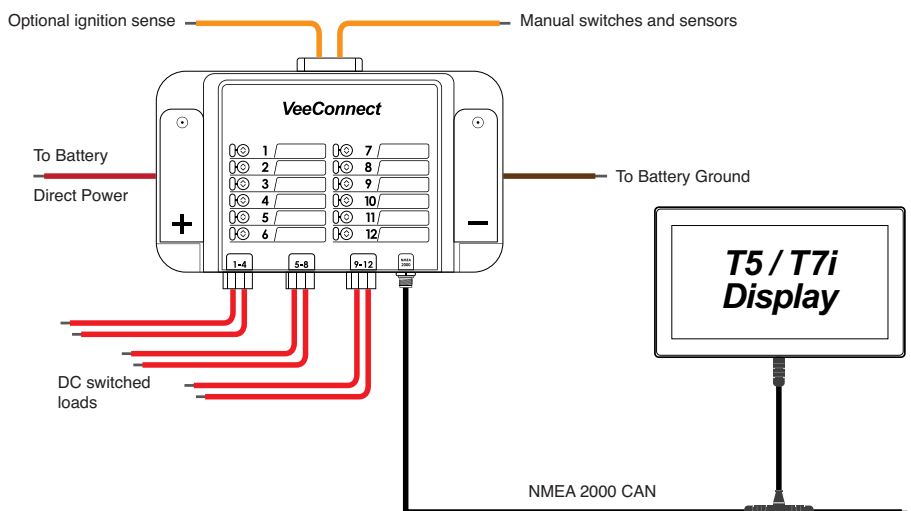 Optional ignition sense
Manual switches and sensors
VeeConnect
1
7
2
8
3
9
4
10
5
11
6
12
To Battery
Direct Power
+
−
To Battery Ground
1-4
5-8
9-12
NMEA
2000
T5 / T7i
Display
DC switched
loads
NMEA 2000 CAN